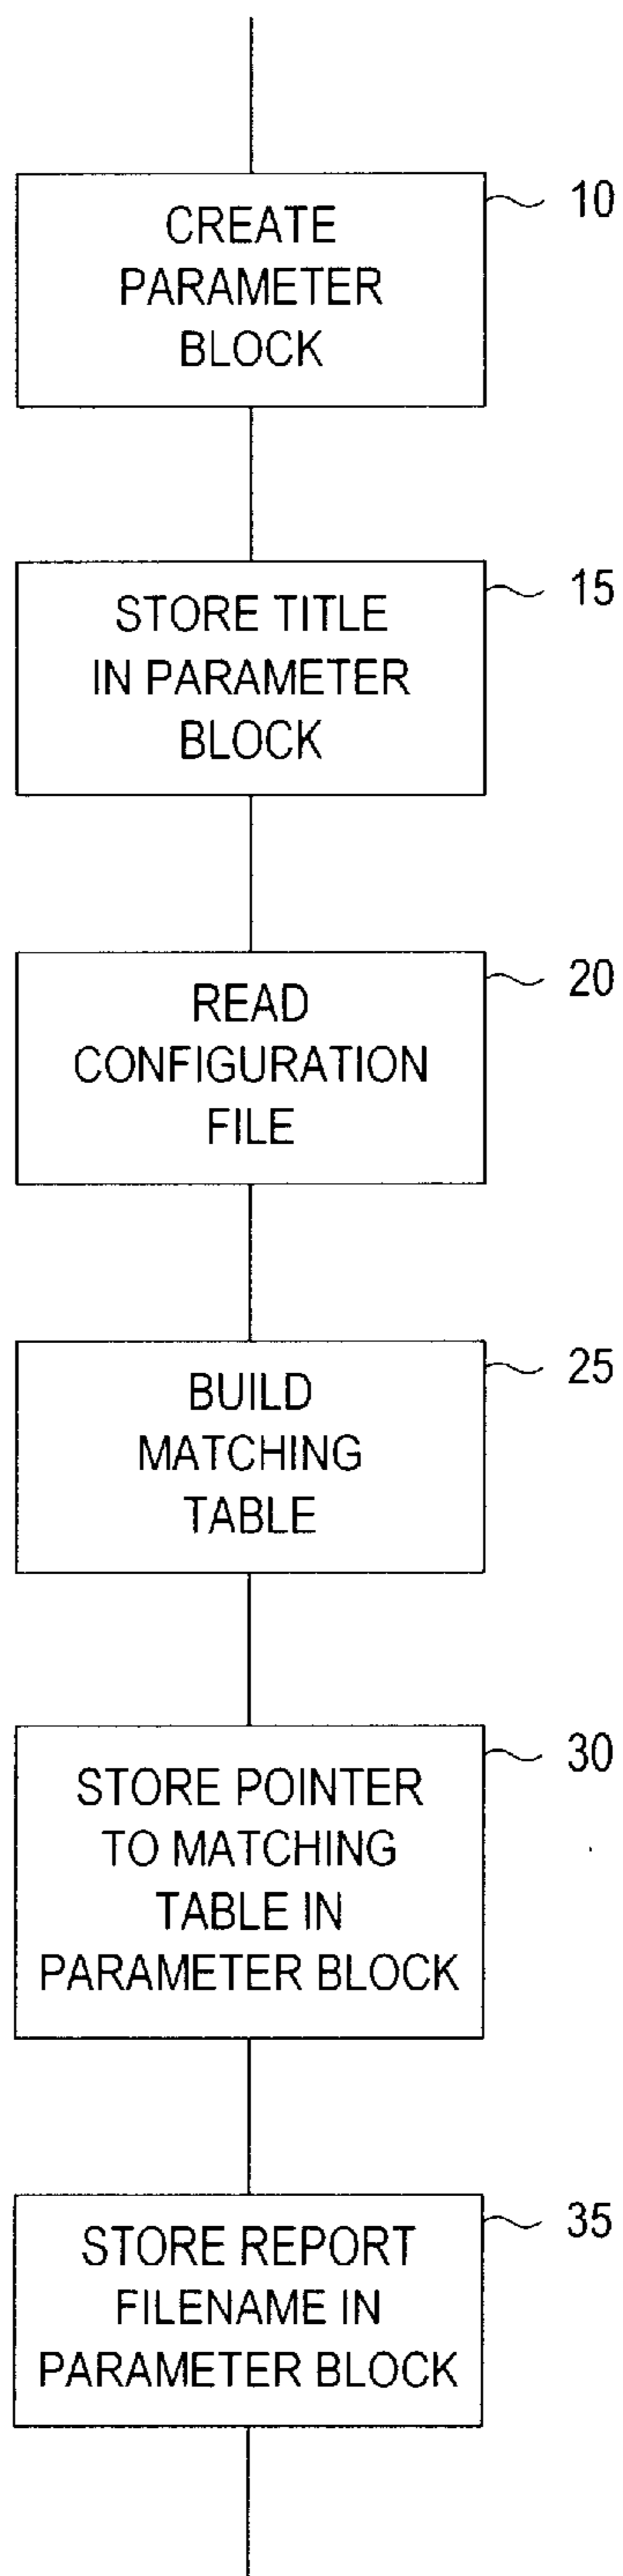 10
CREATE
PARAMETER
BLOCK
15
STORE TITLE
IN PARAMETER
BLOCK
20
READ
CONFIGURATION
FILE
25
BUILD
MATCHING
TABLE
30
STORE POINTER
TO MATCHING
TABLE IN
PARAMETER BLOCK
35
STORE REPORT
FILENAME IN
PARAMETER BLOCK